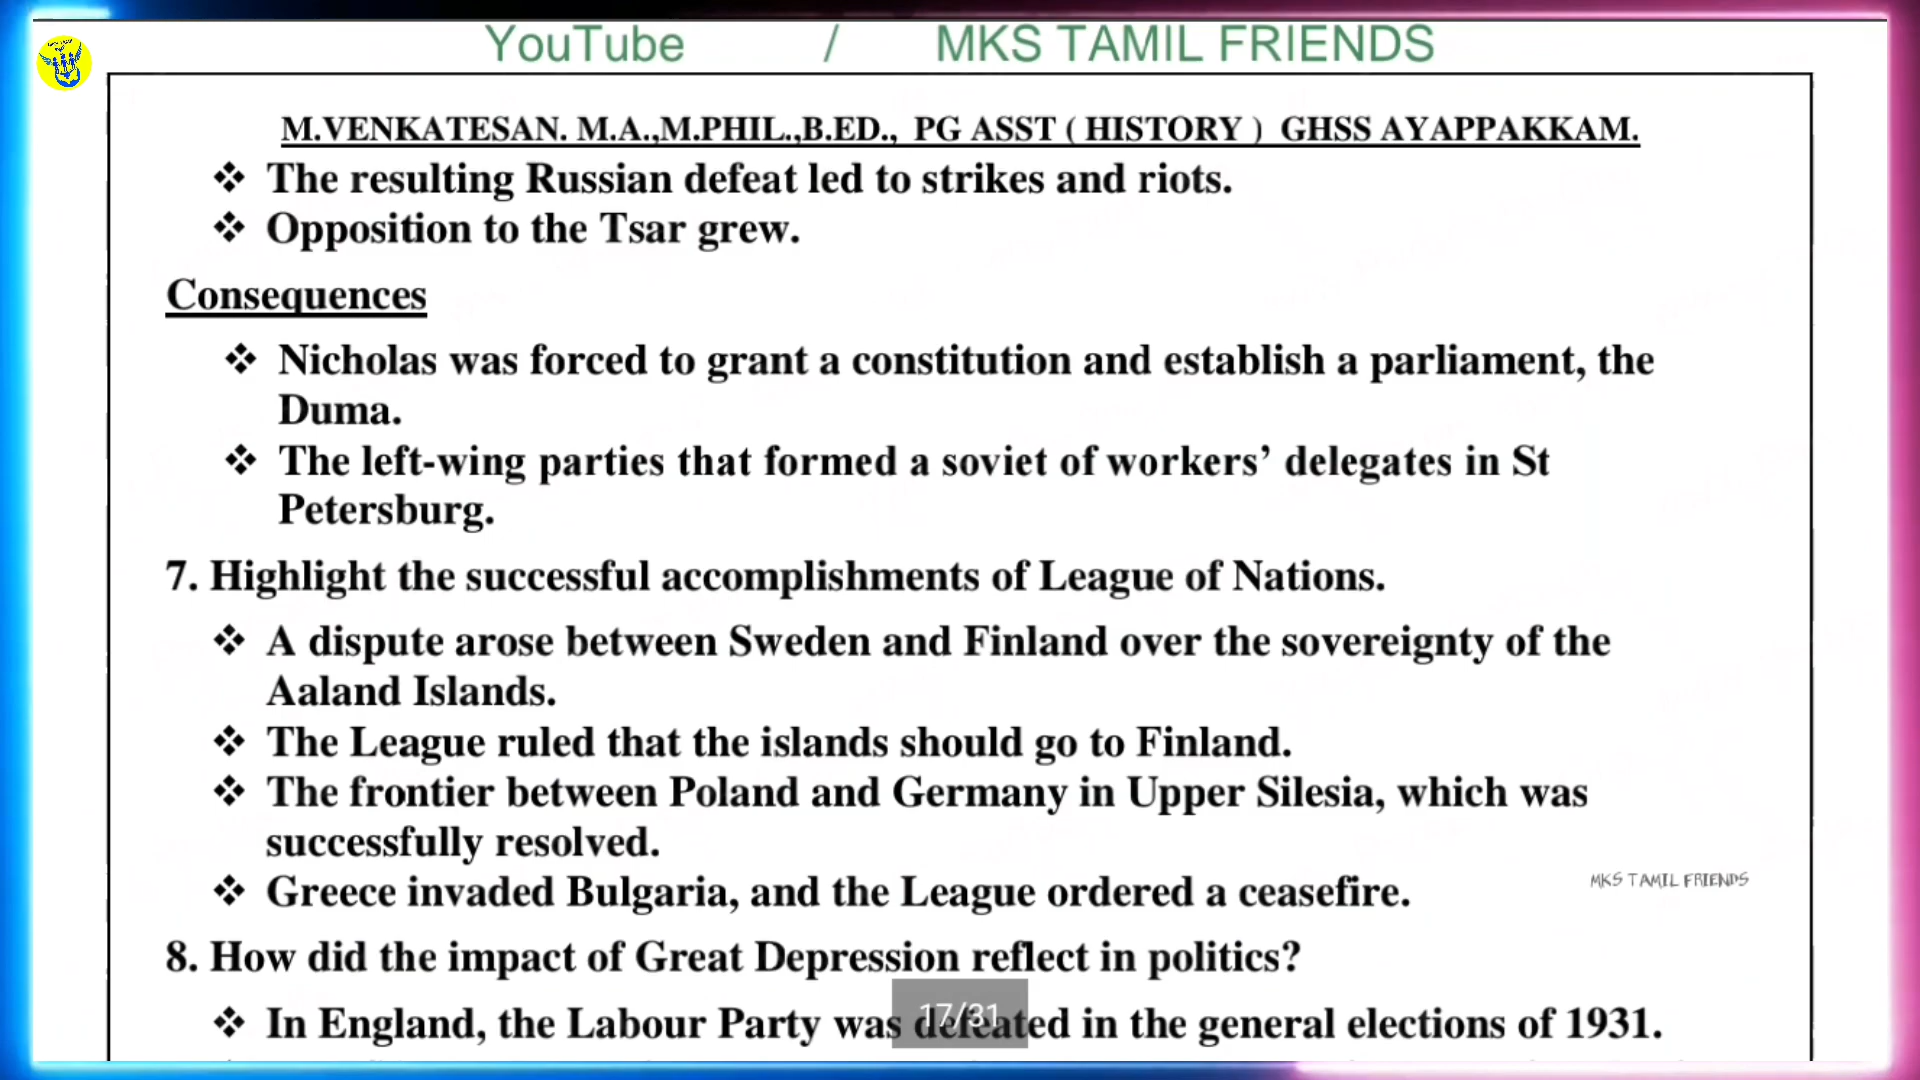 YouTube / MKS TAMIL FRIENDS
M.VENKATESAN. M.A.,M.PHIL.,B.ED., PG ASST ( HISTORY ) GHSS AYAPPAKKAM.
❖ The resulting Russian defeat led to strikes and riots.
❖ Opposition to the Tsar grew.
Consequences
❖ Nicholas was forced to grant a constitution and establish a parliament, the
Duma.
❖ The left-wing parties that formed a soviet of workers’ delegates in St
Petersburg.
7. Highlight the successful accomplishments of League of Nations.
❖ A dispute arose between Sweden and Finland over the sovereignty of the
Aaland Islands.
❖ The League ruled that the islands should go to Finland.
❖ The frontier between Poland and Germany in Upper Silesia, which was
successfully resolved.
❖ Greece invaded Bulgaria, and the League ordered a ceasefire.
MKS TAMIL FRIENDS
8. How did the impact of Great Depression reflect in politics?
❖ In England, the Labour Party was defeated in the general elections of 1931.
17/31